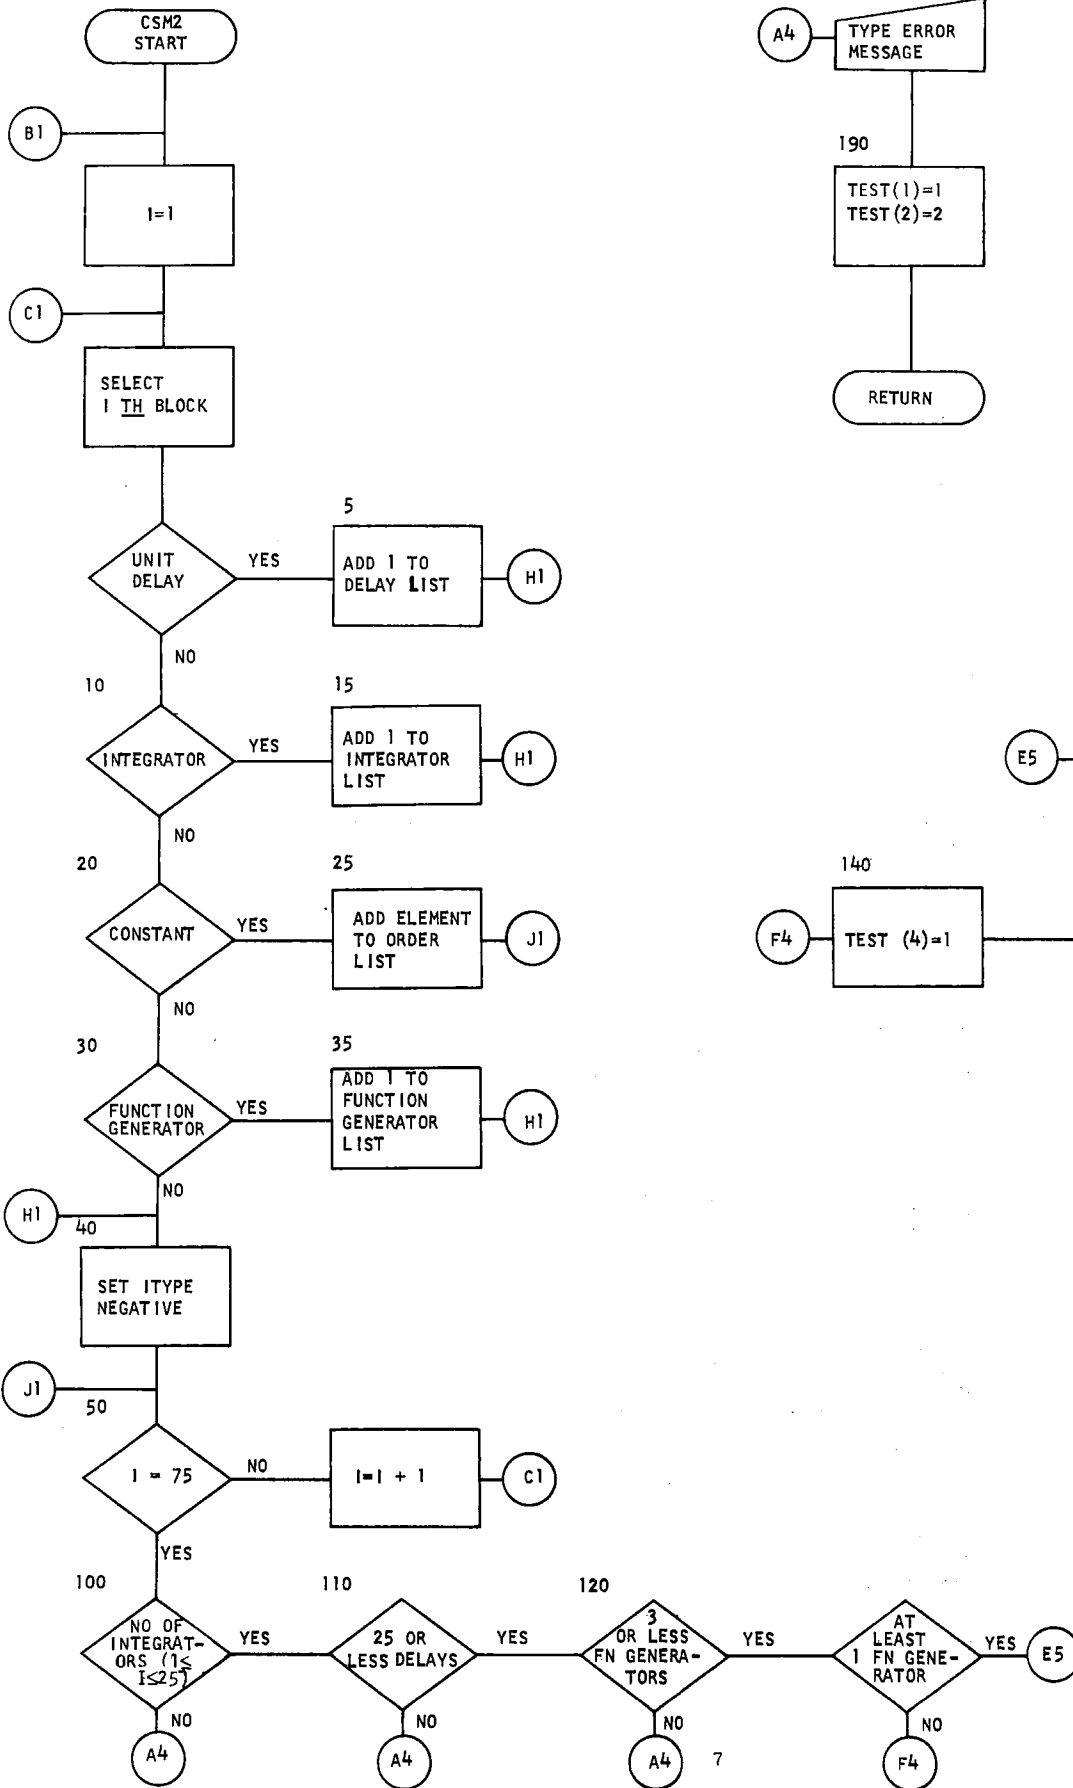 CSM2
START
B1
I=1
C1
SELECT
I TH BLOCK
UNIT
DELAY
YES
5
ADD 1 TO
DELAY LIST
H1
NO
10
INTEGRATOR
YES
15
ADD 1 TO
INTEGRATOR
LIST
H1
NO
20
CONSTANT
YES
25
ADD ELEMENT
TO ORDER
LIST
J1
NO
30
FUNCTION
GENERATOR
YES
35
ADD 1 TO
FUNCTION
GENERATOR
LIST
H1
NO
H1
40
SET ITYPE
NEGATIVE
J1
50
I = 75
NO
I=I + 1
C1
YES
100
NO OF
INTEGRAT-
ORS (1≤
I≤25)
YES
NO
A4
110
25 OR
LESS DELAYS
YES
NO
A4
120
3
OR LESS
FN GENERA-
TORS
YES
NO
A4
AT
LEAST
1 FN GENE-
RATOR
YES
E5
NO
F4
A4
TYPE ERROR
MESSAGE
190
TEST(1)=1
TEST(2)=2
RETURN
E5
140
F4
TEST (4)=1
7